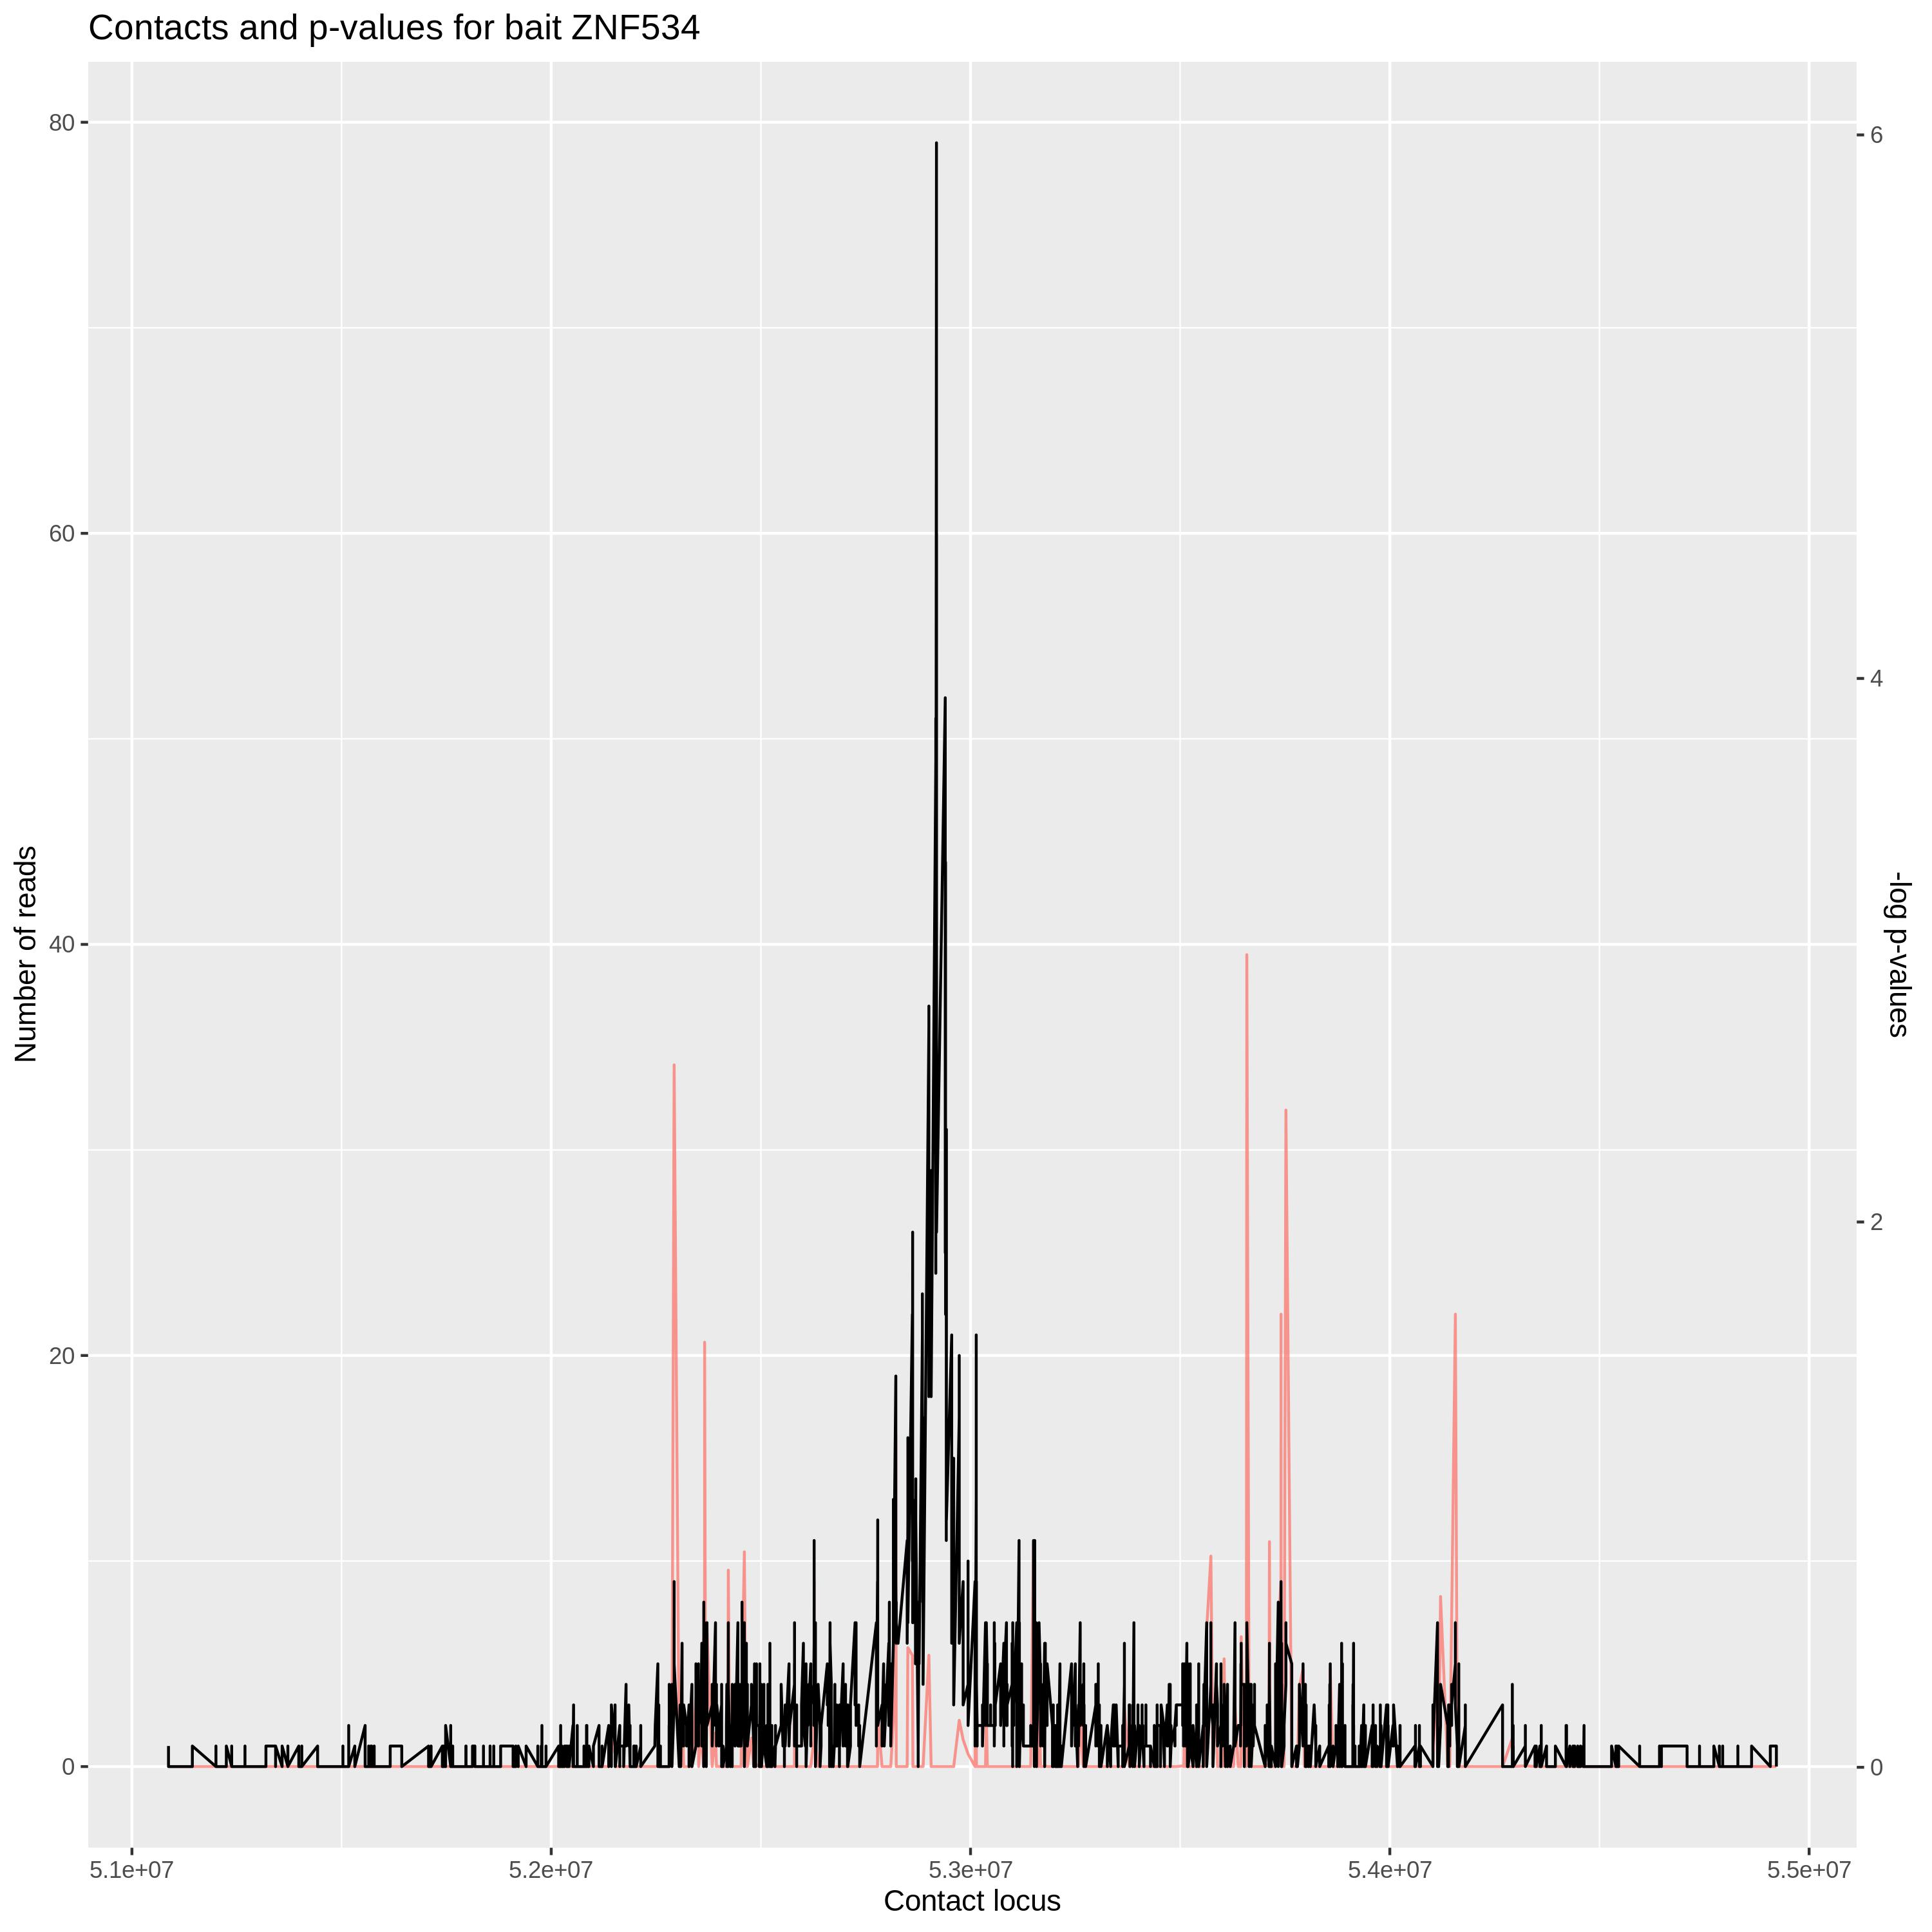 Contacts and p-values for bait ZNF534
80
60
40
20
0
6
4
2
0
Number of reads
-log p-values
5.1e+07 5.2e+07 5.3e+07 5.4e+07 5.5e+07
Contact locus